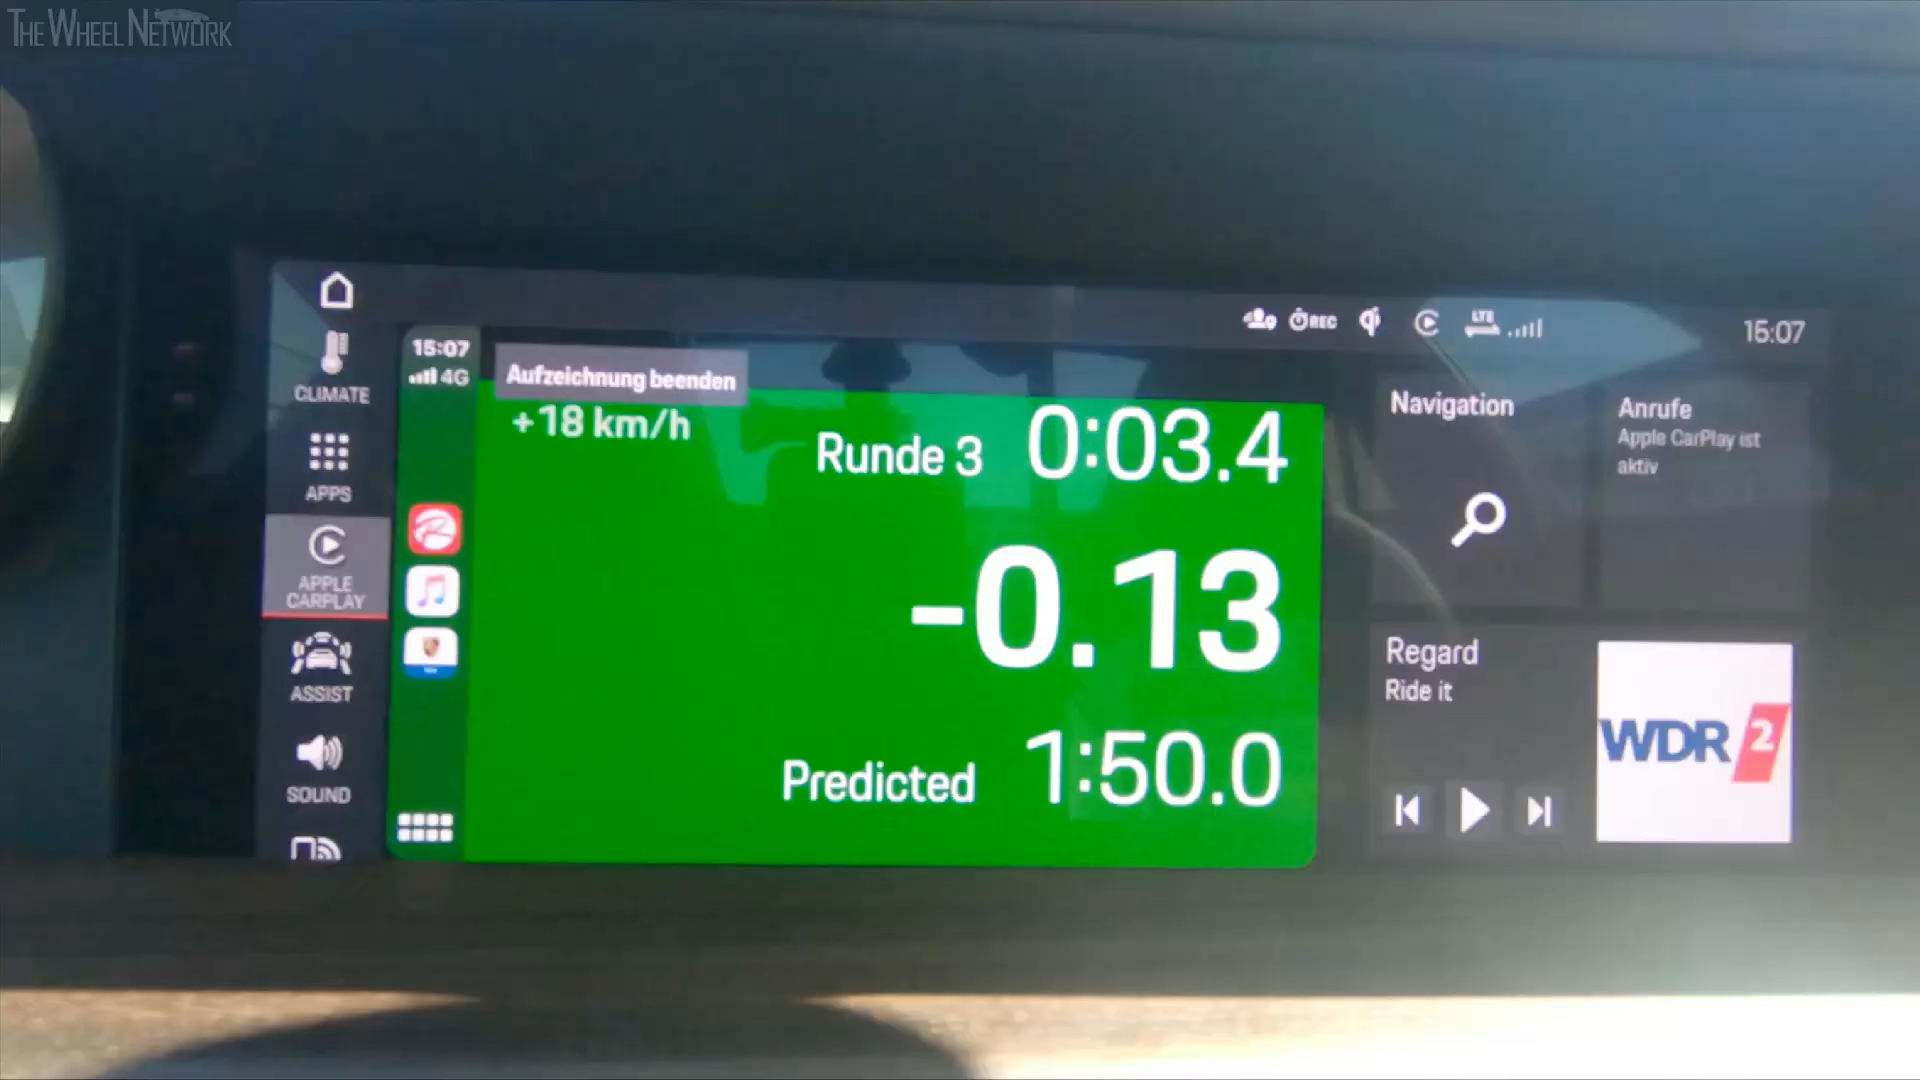 THE WHEEL NETWORK
REC
LTE
15:07
CLIMATE
APPS
APPLE
CARPLAY
ASSIST
SOUND
15:07
4G
Aufzeichnung beenden
+18 km/h
Runde 3 0:03.4
-0.13
Predicted 1:50.0
Navigation
Anrufe
Apple CarPlay ist
aktiv
Regard
Ride it
WDR 2